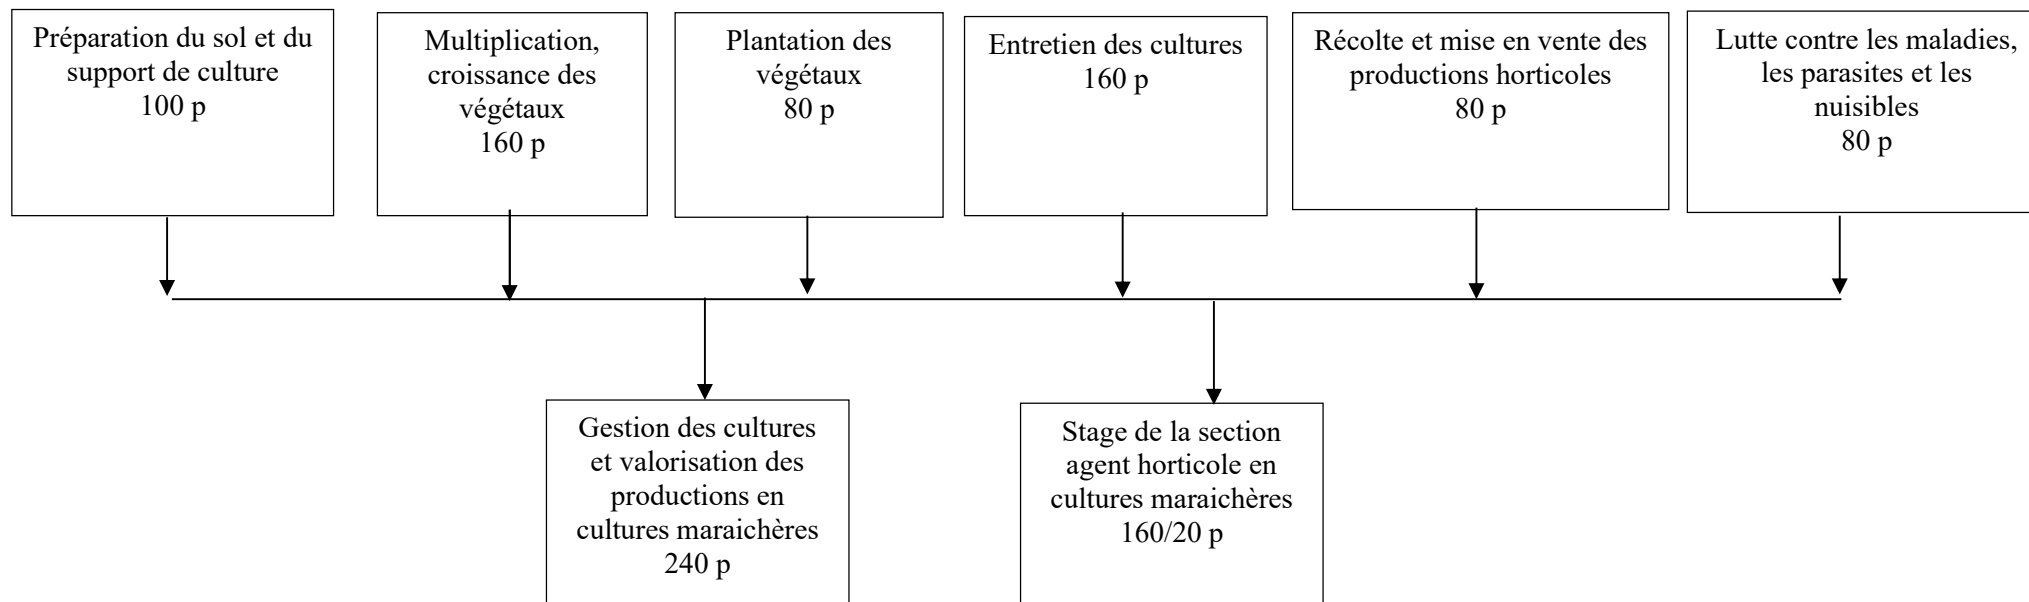 Préparation du sol et du
support de culture
100 p
Multiplication,
croissance des
végétaux
160 p
Plantation des
végétaux
80 p
Entretien des cultures
160 p
Récolte et mise en vente des
productions horticoles
80 p
Lutte contre les maladies,
les parasites et les
nuisibles
80 p
Gestion des cultures
et valorisation des
productions en
cultures maraichères
240 p
Stage de la section
agent horticole en
cultures maraichères
160/20 p